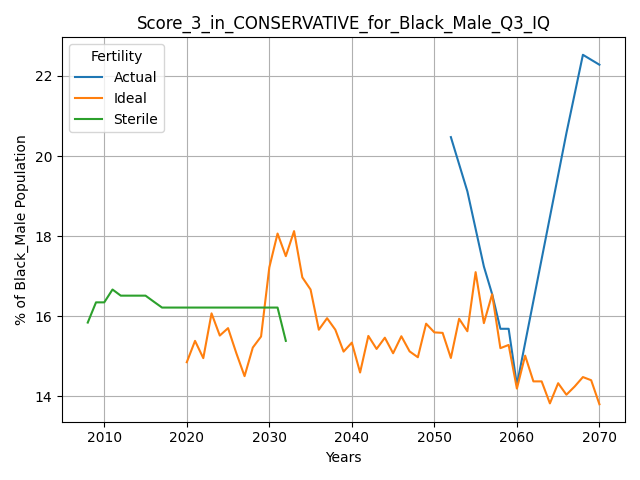 Score_3_in_CONSERVATIVE_for_Black_Male_Q3_IQ
Fertility
Actual
Ideal
Sterile
% of Black_Male Population
22
20
18
16
14
2010 2020 2030 2040 2050 2060 2070
Years